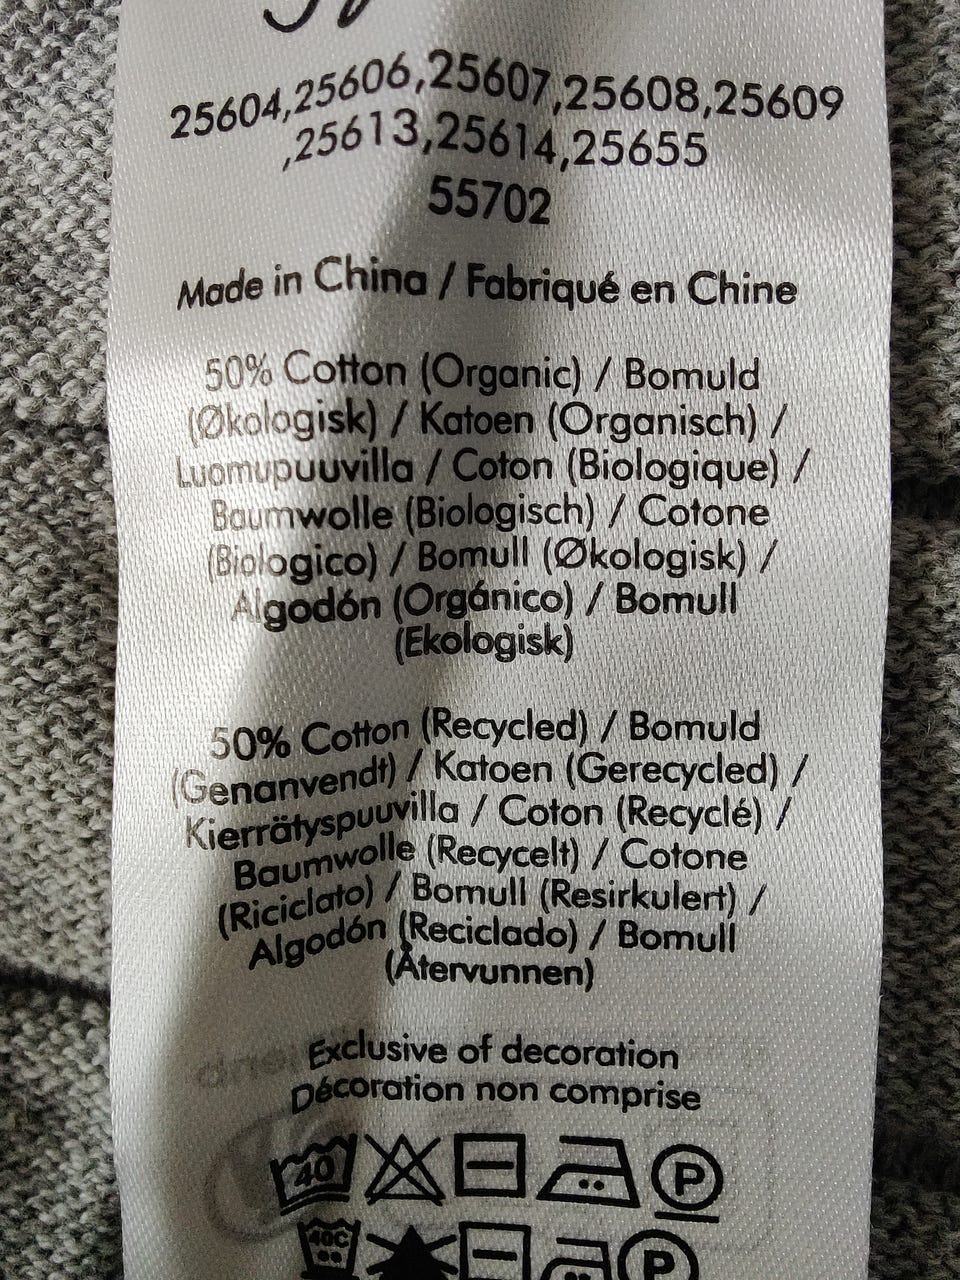 25604,25606,25607,25608,25609
,25613,25614,25655
55702
Made in China / Fabriqué en Chine
50% Cotton (Organic) / Bomuld
(Økologisk) / Katoen (Organisch) /
Luomupuuvilla / Coton (Biologique) /
Baumwolle (Biologisch) / Cotone
(Biologico) / Bomull (Økologisk) /
Algodón (Orgánico) / Bomull
(Ekologisk)
50% Cotton (Recycled) / Bomuld
(Genanvendt) / Katoen (Gerecycled) /
Kierrätyspuuvilla / Coton (Recyclé) /
Baumwolle (Recycelt) / Cotone
(Riciclato) / Bomull (Resirkulert) /
Algodón (Reciclado) / Bomull
(Återvunnen)
Exclusive of decoration
Décoration non comprise
40 P
40C P